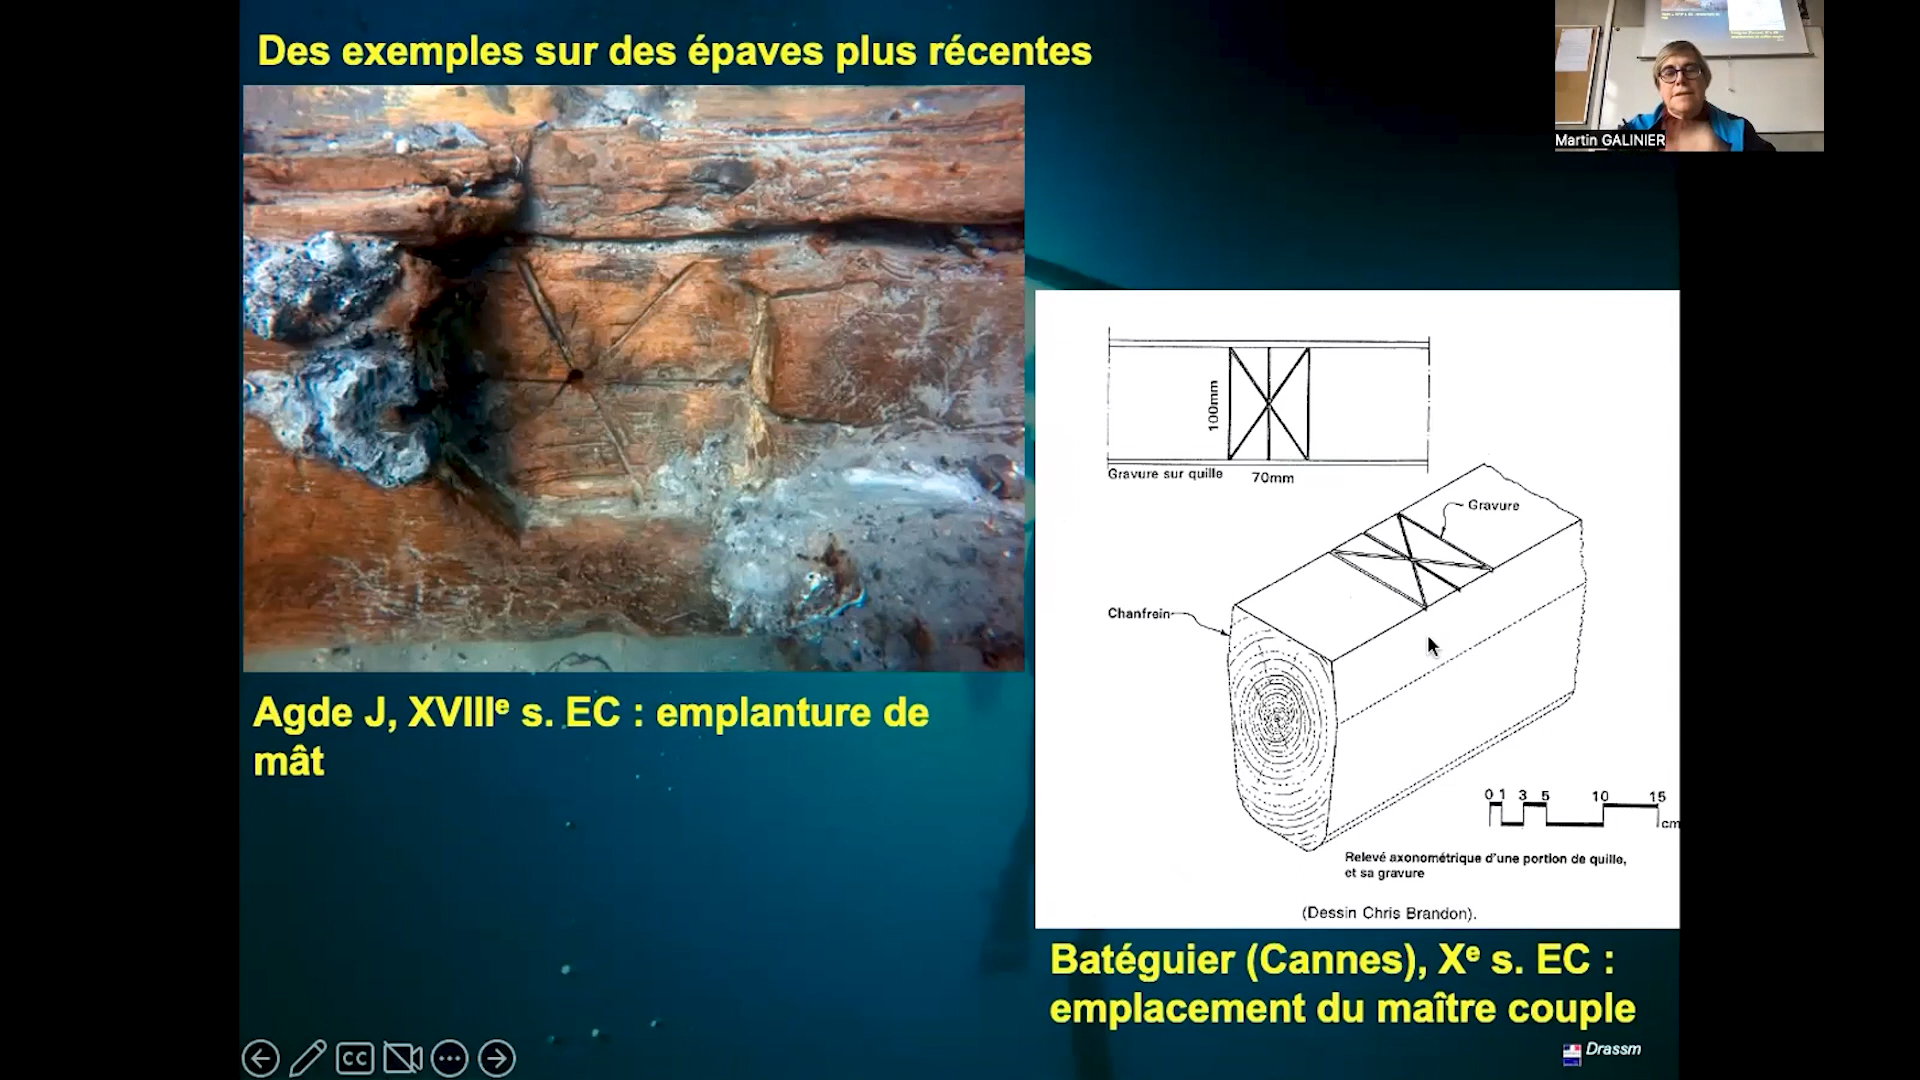 Des exemples sur des épaves plus récentes
Martin GALINIER
100mm
Gravure sur quille
70mm
Gravure
Chanfrein
0 1 3 5 10 15
cm
Relevé axonométrique d'une portion de quille,
et sa gravure
(Dessin Chris Brandon).
Agde J, XVIIIe s. EC : emplanture de
mât
Batéguier (Cannes), Xe s. EC :
emplacement du maître couple
Drassm
CC